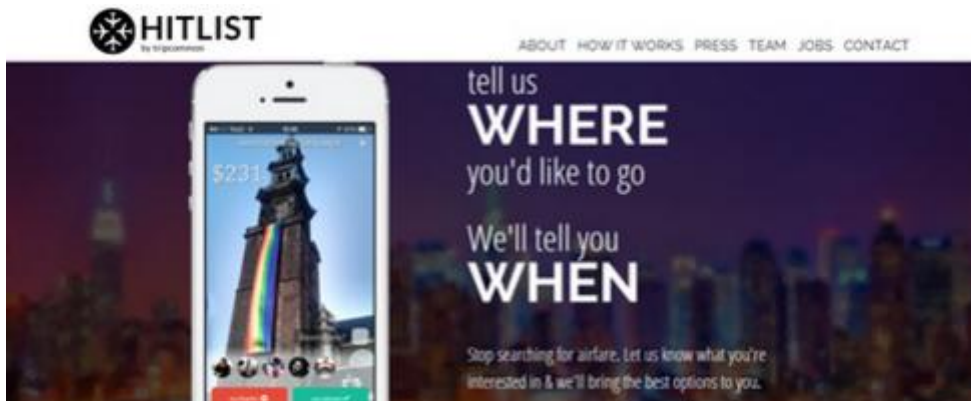 HITLIST
by tripcommon
ABOUT HOW IT WORKS PRESS TEAM JOBS CONTACT
tell us
WHERE
you'd like to go
$231
We'll tell you
WHEN
Stop searching for airfare. Let us know what you're
interested in & we'll bring the best options to you.